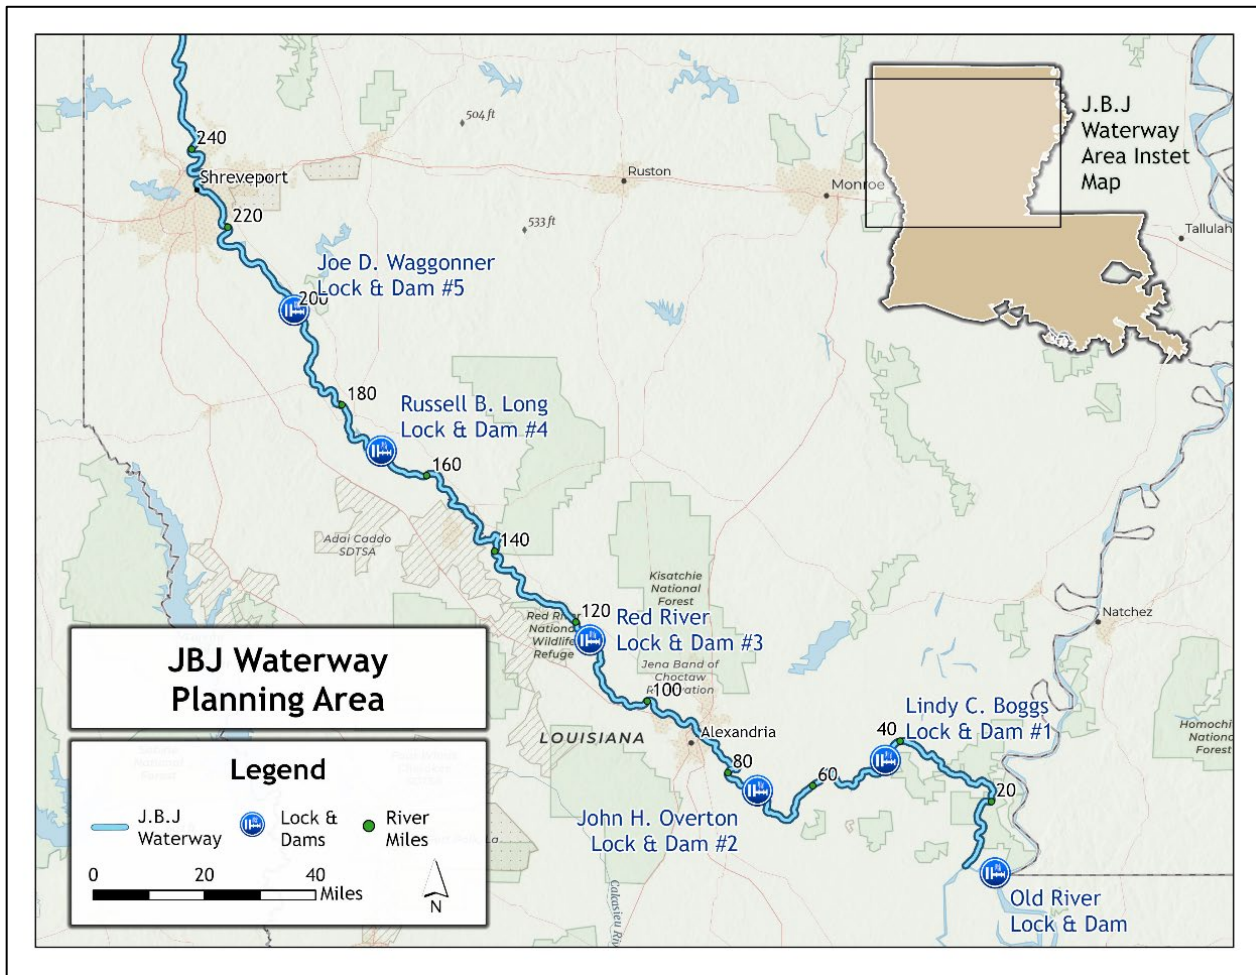 240
Shreveport
220
504 ft
Ruston
Monroe
533 ft
J.B.J
Waterway
Area Instet
Map
Tallulah
Joe D. Waggonner
Lock & Dam #5
200
180
Russell B. Long
Lock & Dam #4
160
Adai Caddo
SDTSA
140
Kisatchie
National
Forest
120
Red River
National
Wildlife
Refuge
Red River
Lock & Dam #3
Natchez
Jena Band of
Choctaw
100
LOUISIANA
Alexandria
Lindy C. Boggs
Lock & Dam #1
40
Homochi
National
Forest
80
60
20
John H. Overton
Lock & Dam #2
Old River
Lock & Dam
JBJ Waterway
Planning Area
Legend
J.B.J
Waterway
Lock &
Dams
River
Miles
0 20 40 Miles
N